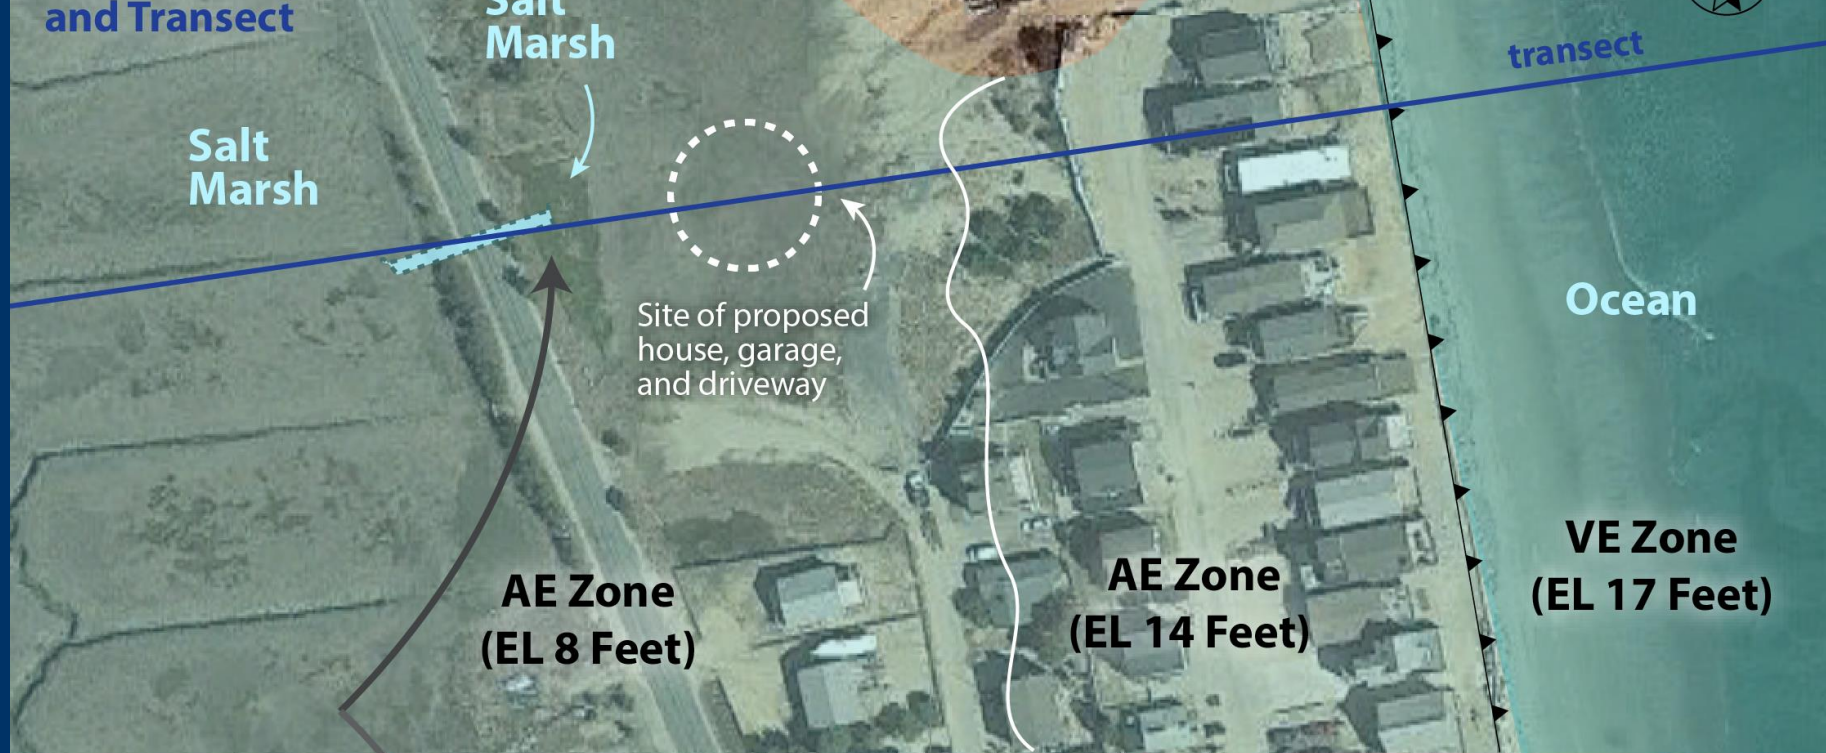 and Transect
Salt
Marsh
transect
Salt
Marsh
Site of proposed
house, garage,
and driveway
Ocean
VE Zone
(EL 17 Feet)
AE Zone
(EL 14 Feet)
AE Zone
(EL 8 Feet)